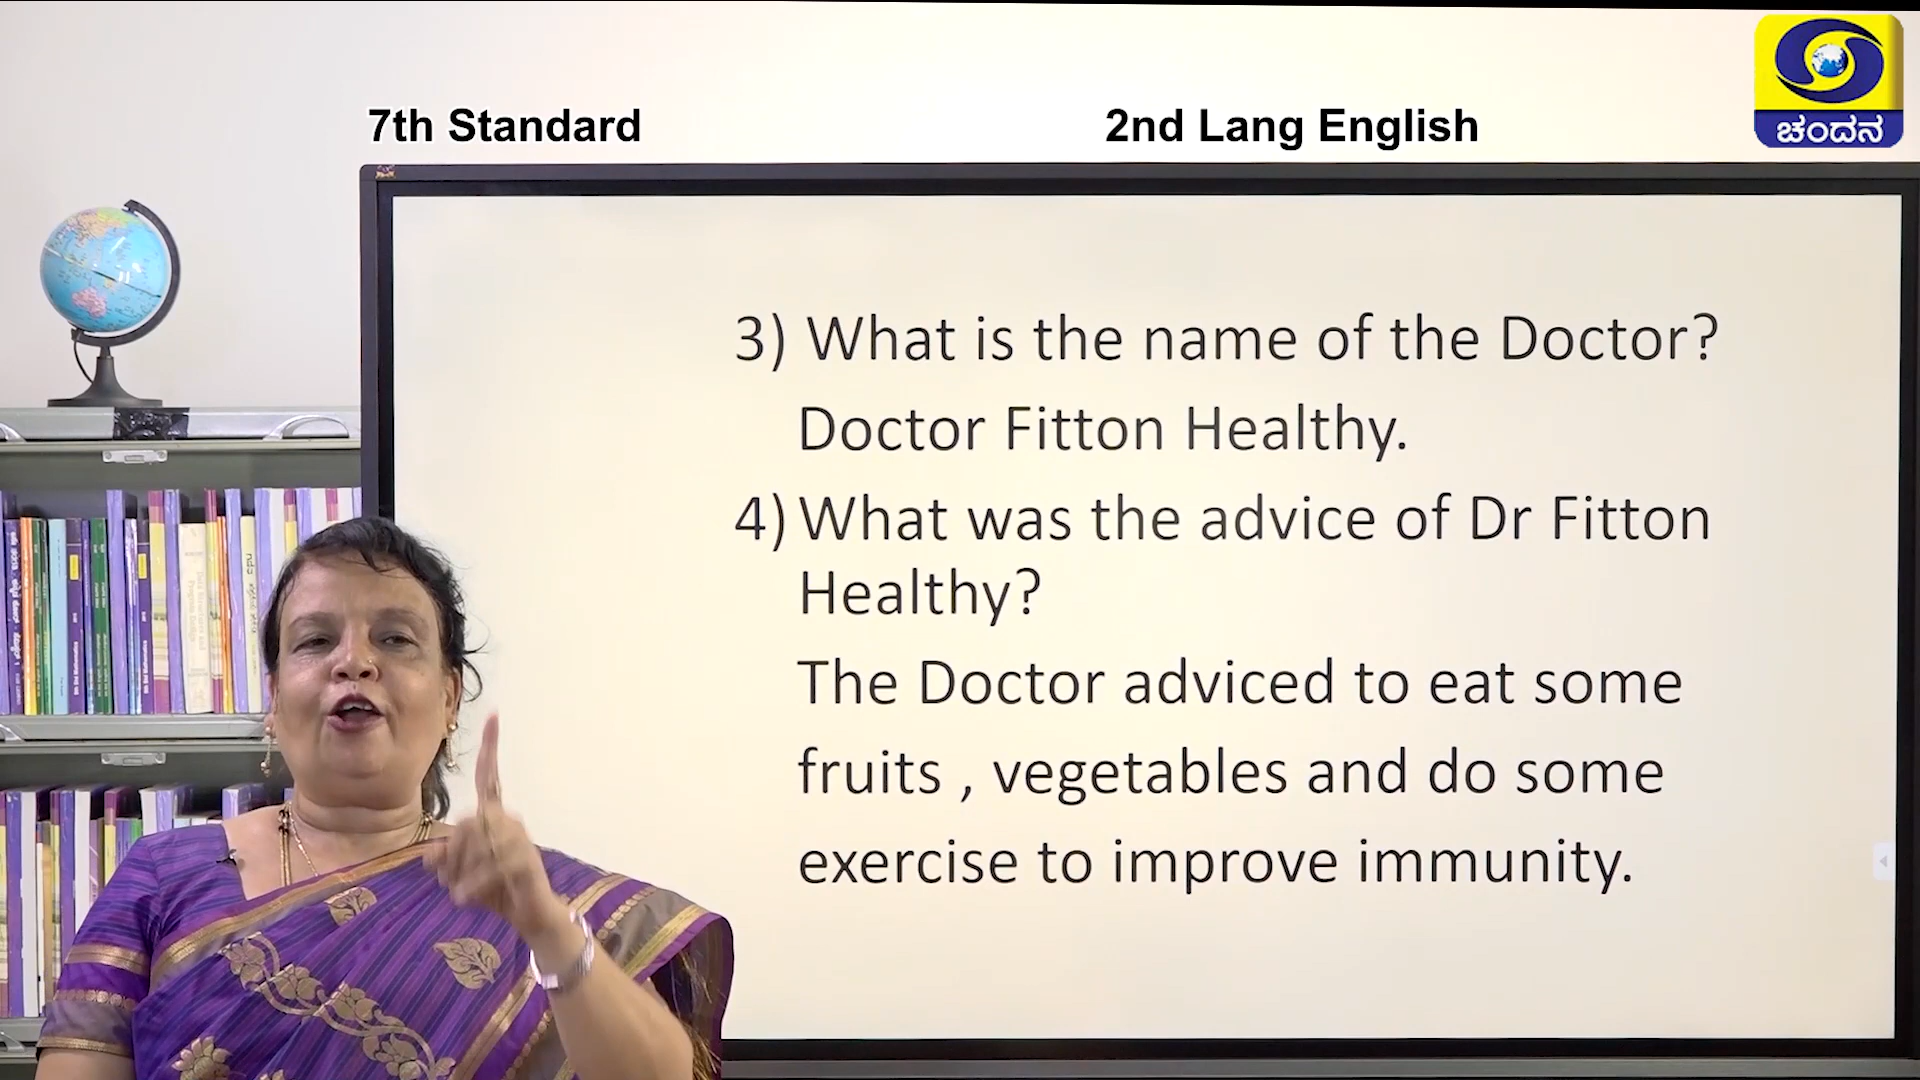 7th Standard
2nd Lang English
ಚಂದನ
3) What is the name of the Doctor?
Doctor Fitton Healthy.
4) What was the advice of Dr Fitton
Healthy?
The Doctor adviced to eat some
fruits , vegetables and do some
exercise to improve immunity.